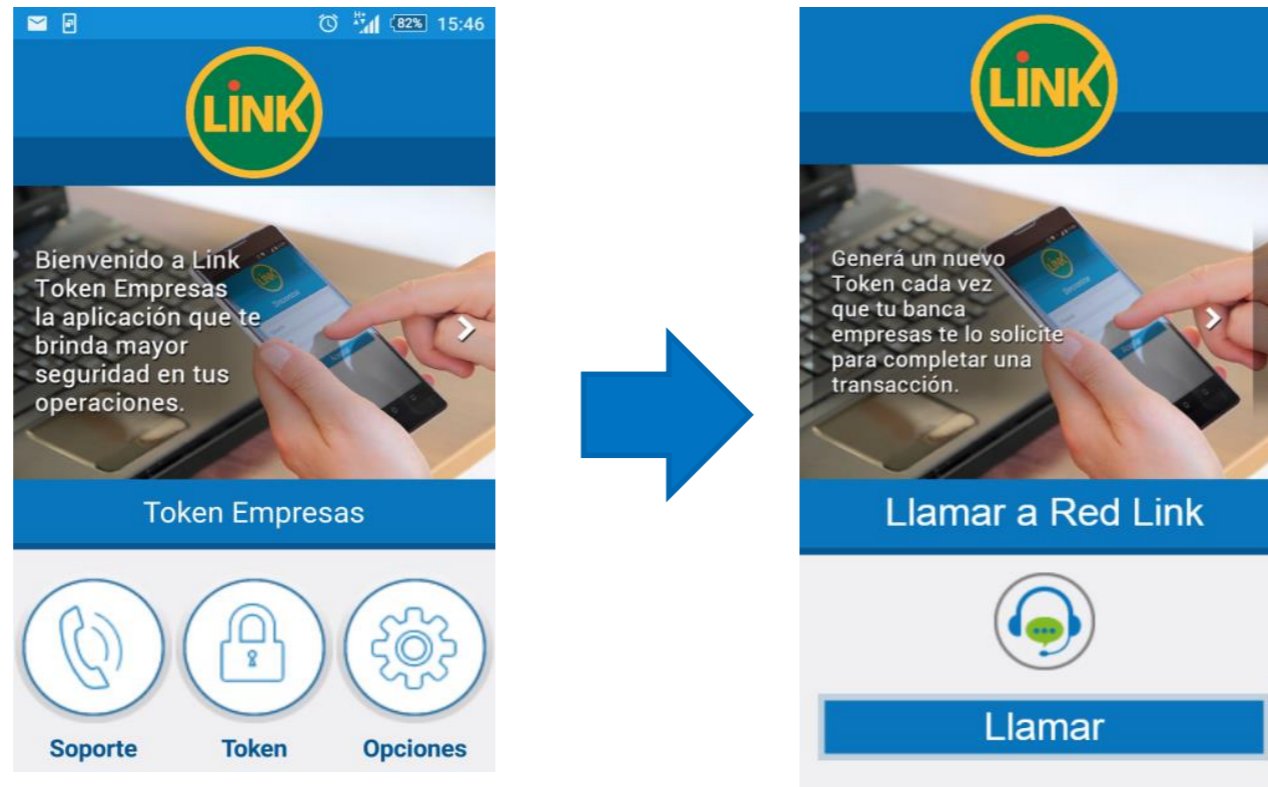 H+
82%
15:46
LINK
Bienvenido a Link
Token Empresas
la aplicación que te
brinda mayor
seguridad en tus
operaciones.
Token Empresas
Soporte
Token
Opciones
LINK
Generá un nuevo
Token cada vez
que tu banca
empresas te lo solicite
para completar una
transacción.
Llamar a Red Link
Llamar